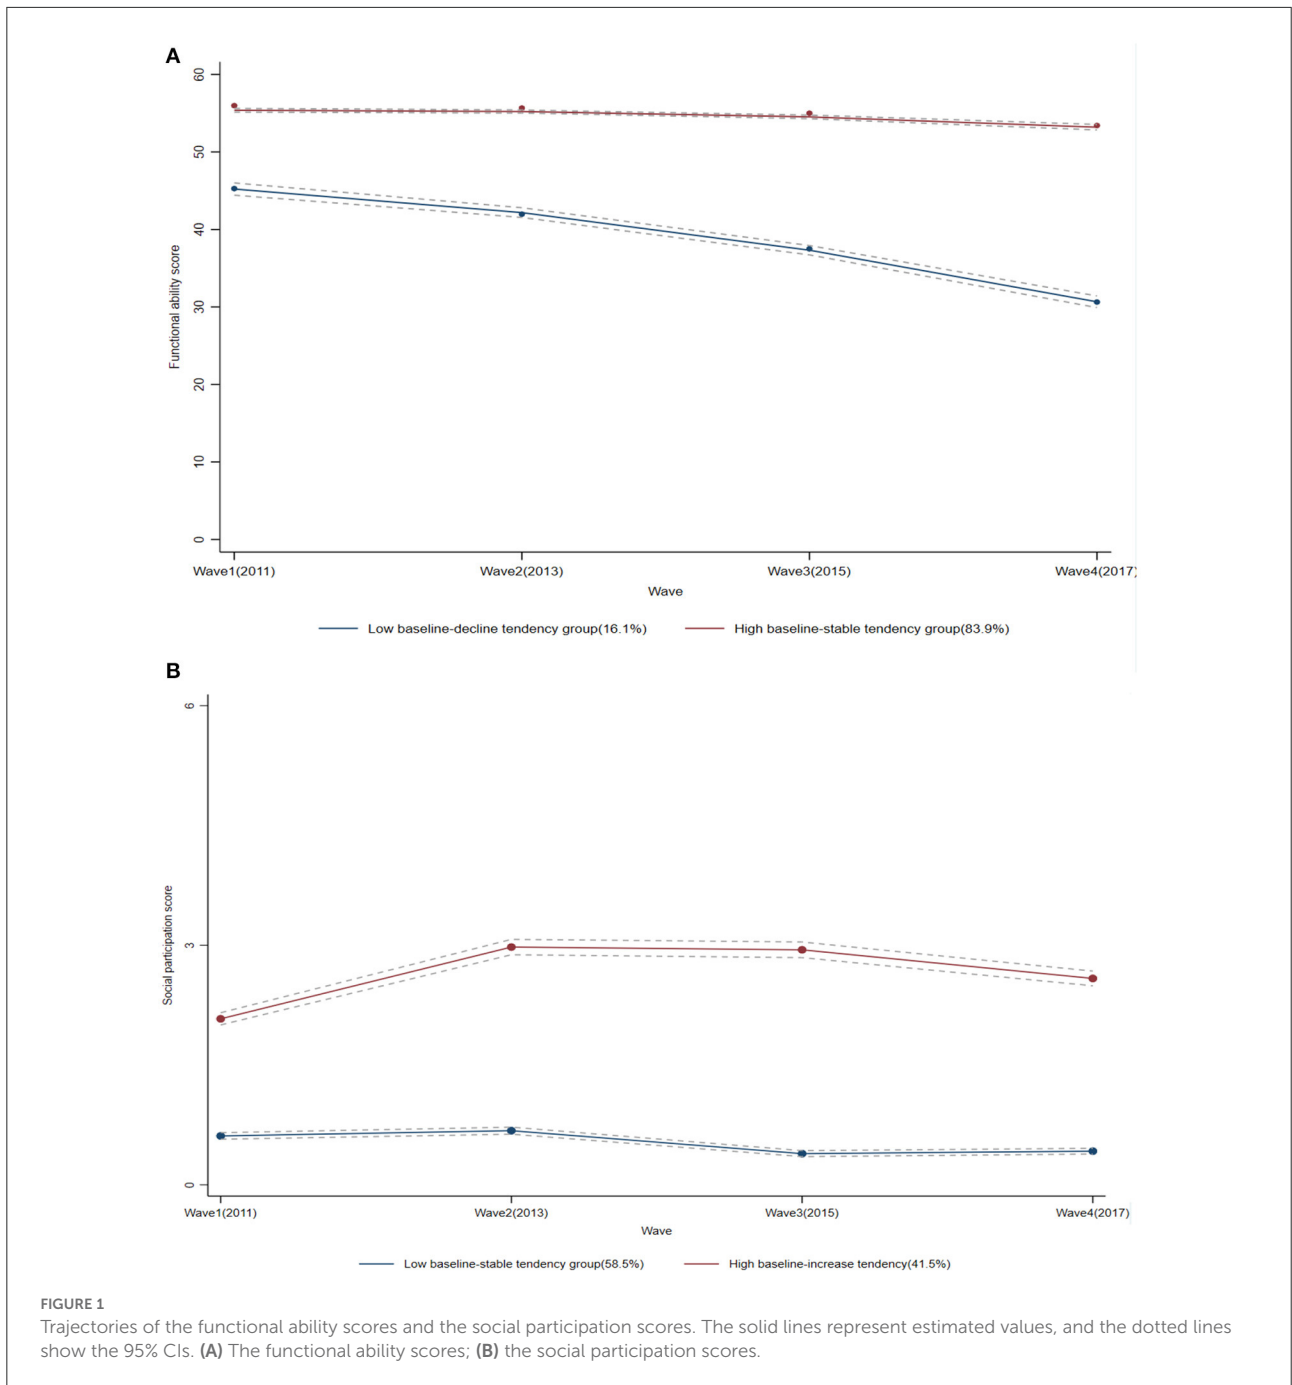 A
60
50
40
30
20
10
0
Functional ability score
Wave1(2011) Wave2(2013) Wave3(2015) Wave4(2017)
Wave
Low baseline-decline tendency group(16.1%) High baseline-stable tendency group(83.9%)
B
6
3
0
Social participation score
Wave1(2011) Wave2(2013) Wave3(2015) Wave4(2017)
Wave
Low baseline-stable tendency group(58.5%) High baseline-increase tendency(41.5%)
FIGURE 1
Trajectories of the functional ability scores and the social participation scores. The solid lines represent estimated values, and the dotted lines
show the 95% CIs. (A) The functional ability scores; (B) the social participation scores.